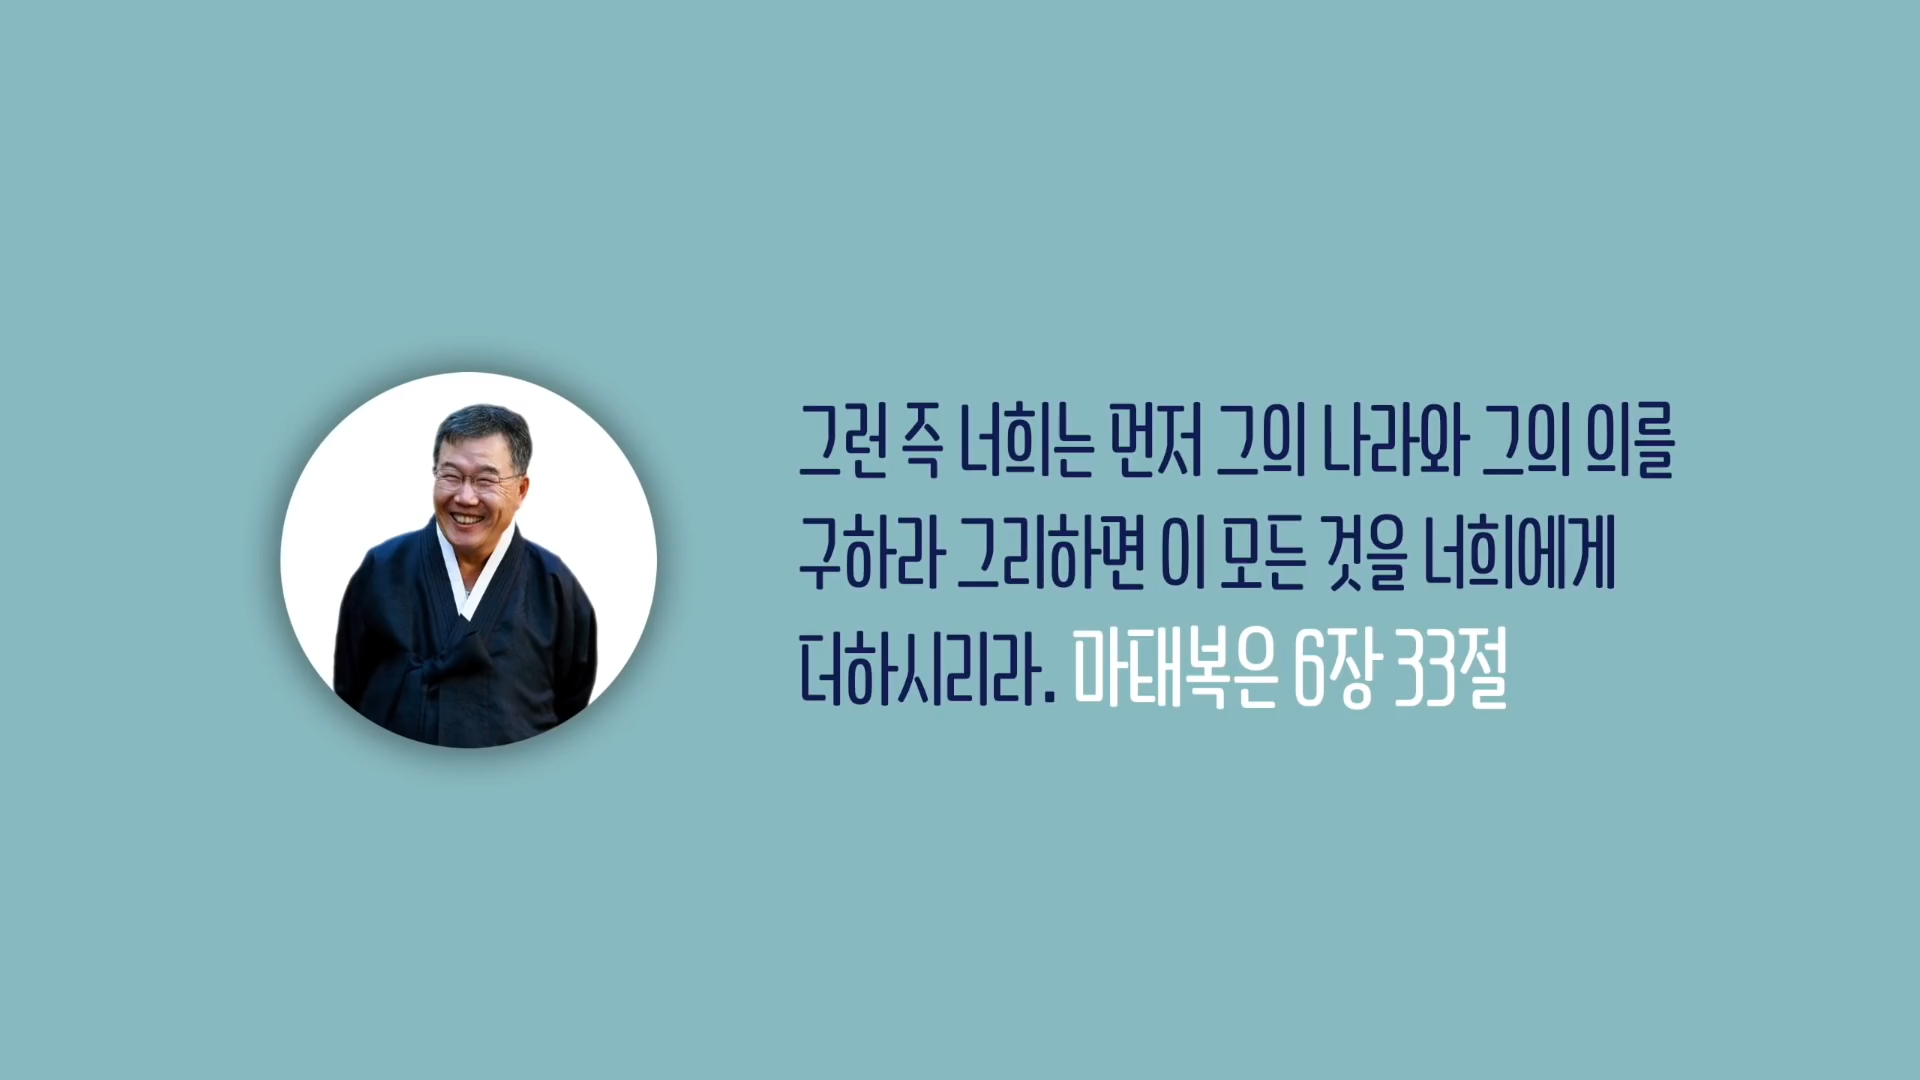 그런 즉 너희는 먼저 그의 나라와 그의 의를
구하라 그리하면 이 모든 것을 너희에게
더하시리라. 마태복은 6장 33절